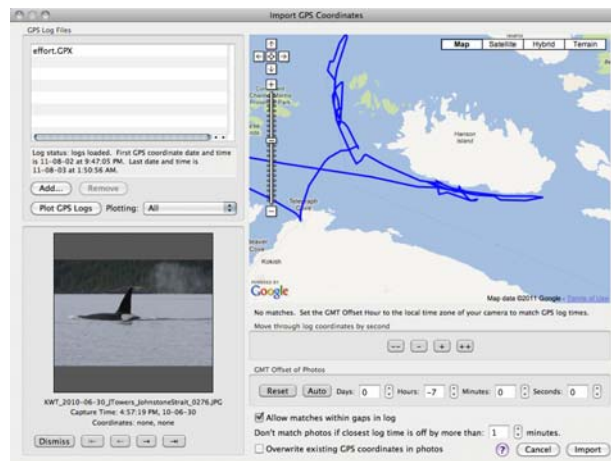 Import GPS Coordinates
GPS Log Files
effort.GPX
Log status: logs loaded. First GPS coordinate date and time
is 11-08-02 at 9:47:05 PM. Last date and time is
11-08-03 at 1:50:56 AM.
Add... Remove
Plot GPS Logs Plotting: All
KWT_2010-06-30_JTowers_JohnstoneStrait_0276.JPG
Capture Time: 4:57:19 PM, 10-06-30
Coordinates: none, none
Dismiss
Map Satellite Hybrid Terrain
Hanson
Island
Telegraph
Cove
Beaver
Cove
Kokish
POWERED BY
Google
Map data ©2011 Google - Terms of Use
No matches. Set the GMT Offset Hour to the local time zone of your camera to match GPS log times.
Move through log coordinates by second
-- - + ++
GMT Offset of Photos
Reset Auto Days: 0 Hours: -7 Minutes: 0 Seconds: 0
Allow matches within gaps in log
Don't match photos if closest log time is off by more than: 1 minutes.
Overwrite existing GPS coordinates in photos
? Cancel Import